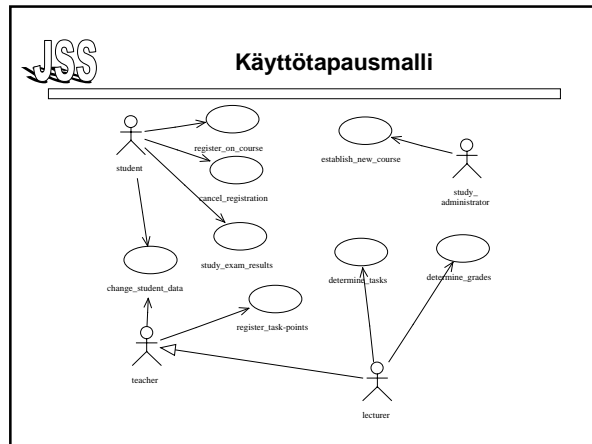 JSS
Käyttötapausmalli
register_on_course
establish_new_course
student
study_
administrator
cancel_registration
study_exam_results
change_student_data
determine_tasks
determine_grades
register_task-points
teacher
lecturer